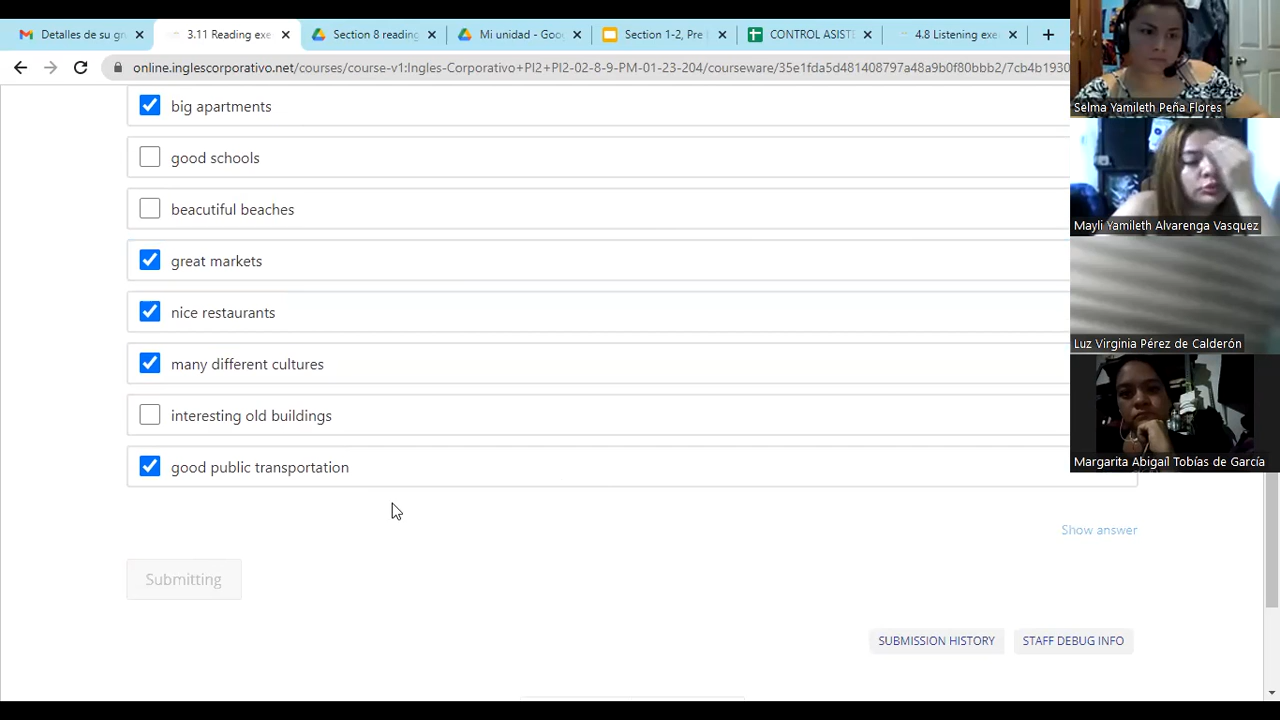 Detalles de su gr
3.11 Reading exe
Section 8 reading
Mi unidad - Goo
Section 1-2, Pre
CONTROL ASIST
4.8 Listening exe
online.inglescorporativo.net/courses/course-v1:Ingles-Corporativo+PI2+PI2-02-8-9-PM-01-23-204/courseware/35e1fda5d481408797a48a9b0f80bbb2/7cb4b1930
big apartments
good schools
beacutiful beaches
great markets
nice restaurants
many different cultures
interesting old buildings
good public transportation
Show answer
Submitting
SUBMISSION HISTORY
STAFF DEBUG INFO
Selma Yamileth Peña Flores
Mayli Yamileth Alvarenga Vasquez
Luz Virginia Pérez de Calderón
Margarita Abigail Tobías de García